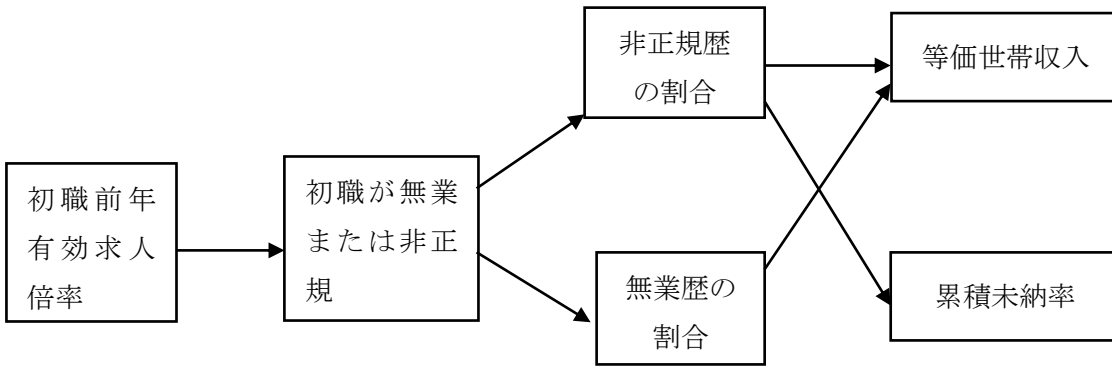 初職前年
有効求人
倍率
初職が無業
または非正
規
非正規歴
の割合
無業歴の
割合
等価世帯収入
累積未納率